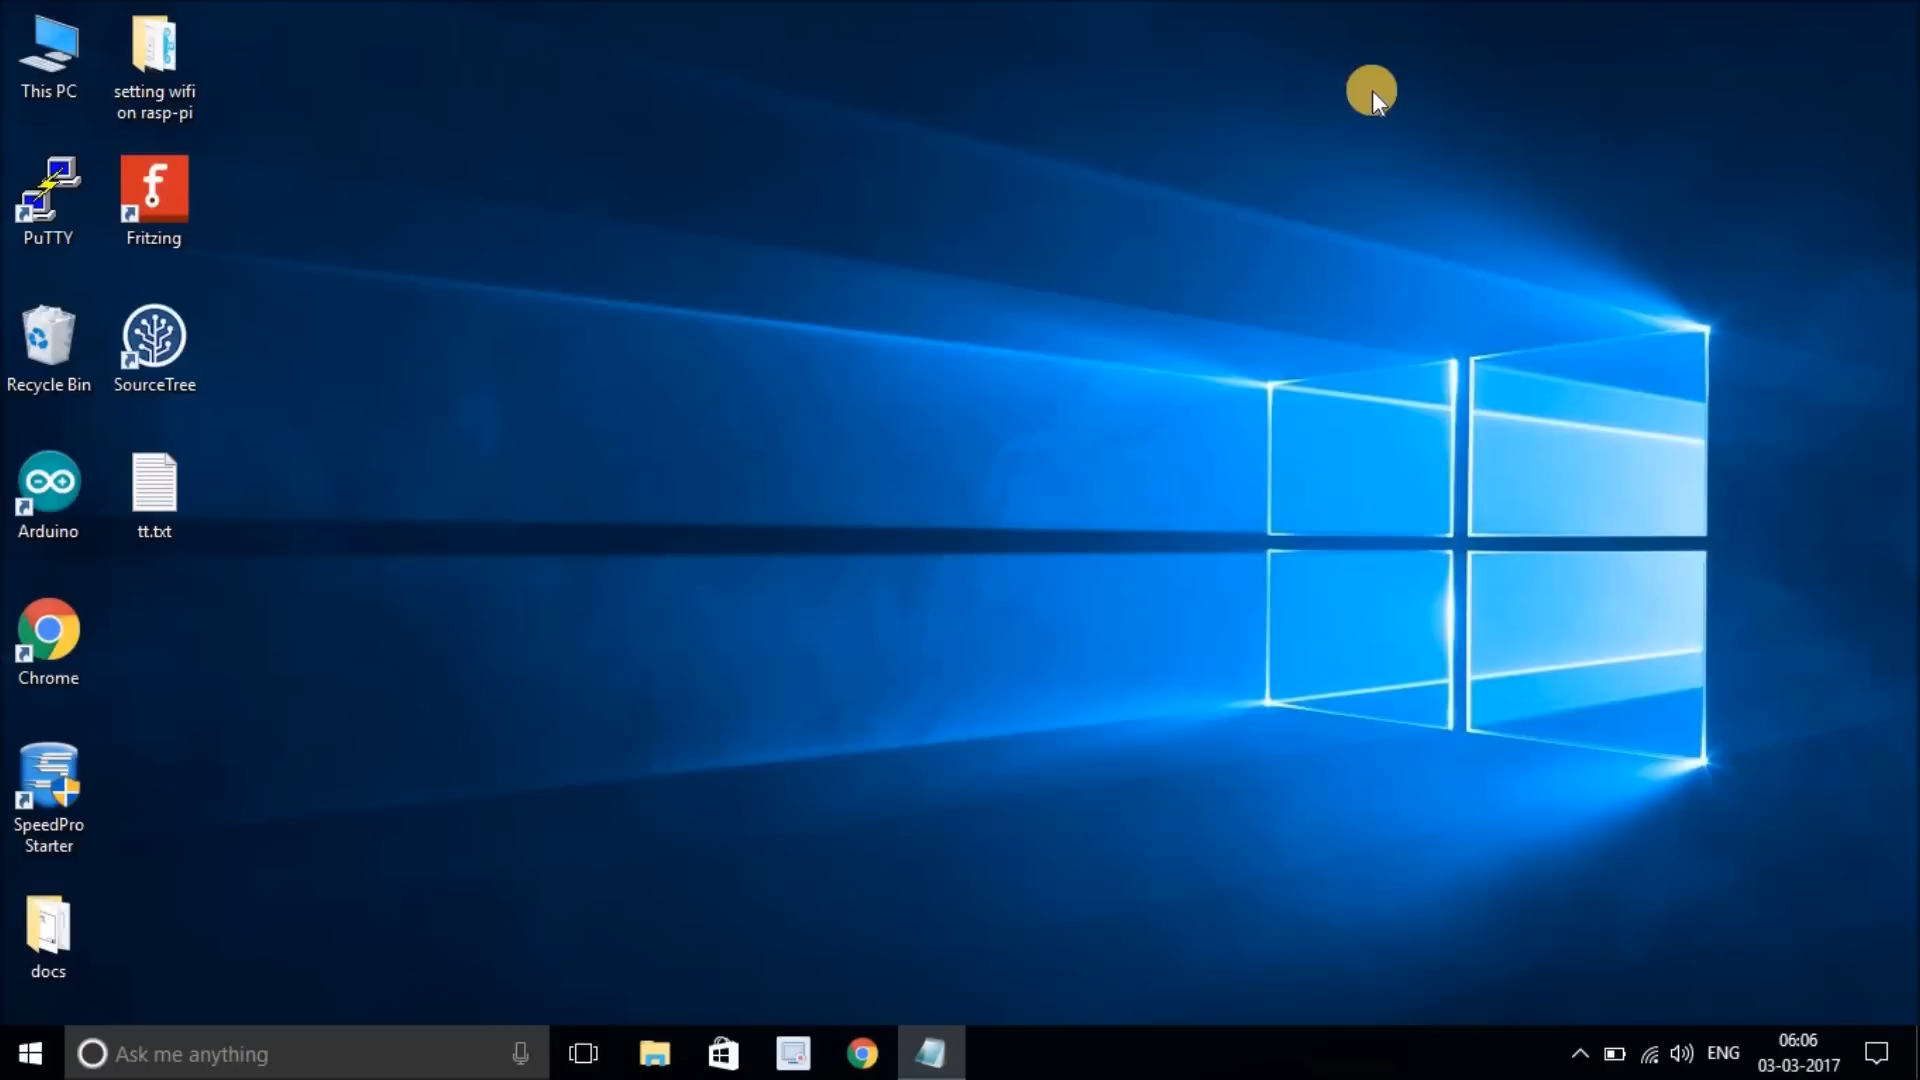 This PC
setting wifi
on rasp-pi
PuTTY
Fritzing
Recycle Bin
SourceTree
Arduino
tt.txt
Chrome
SpeedPro
Starter
docs
Ask me anything
ENG
06:06
03-03-2017